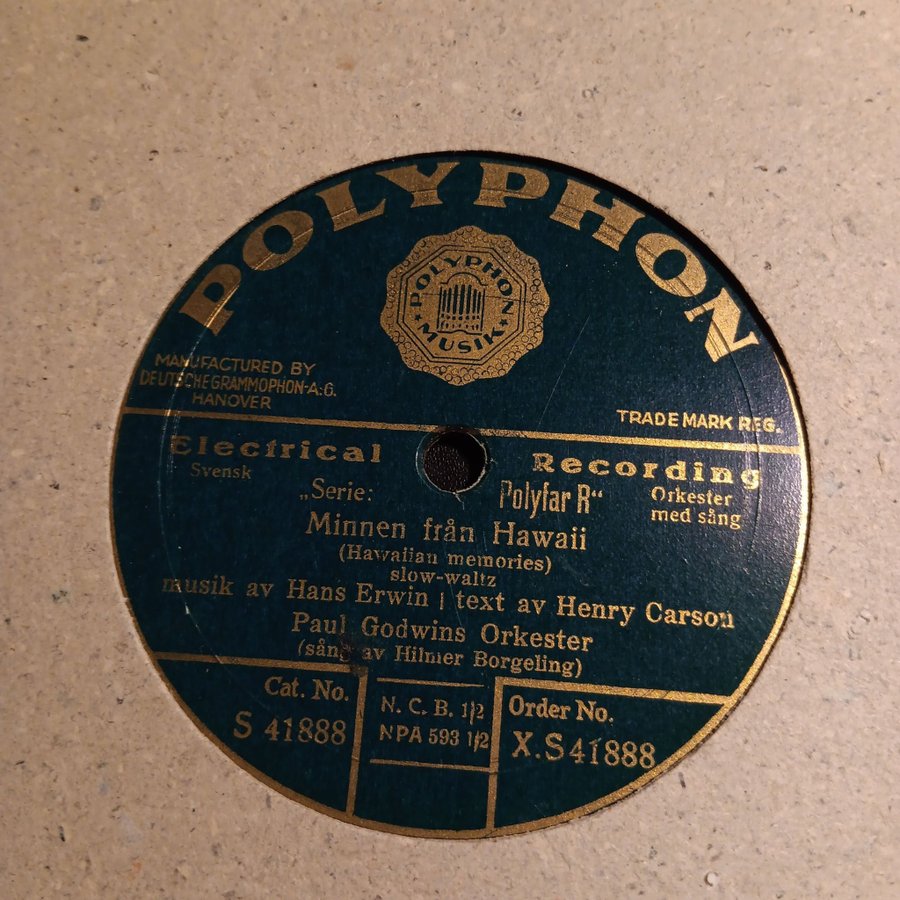 POLYPHON
POLYPHON
MUSIK
MANUFACTURED BY
DEUTSCHE GRAMMOPHON-A.G.
HANOVER
TRADE MARK REG.
Electrical Recording
Svensk
„Serie: Polyfar R“
Orkester
med sång
Minnen från Hawaii
(Hawaiian memories)
slow-waltz
musik av Hans Erwin | text av Henry Carson
Paul Godwins Orkester
(sång av Hilmer Borgeling)
Cat. No.
S 41888
N. C. B. 1|2
NPA 593 1|2
Order No.
X.S 41888